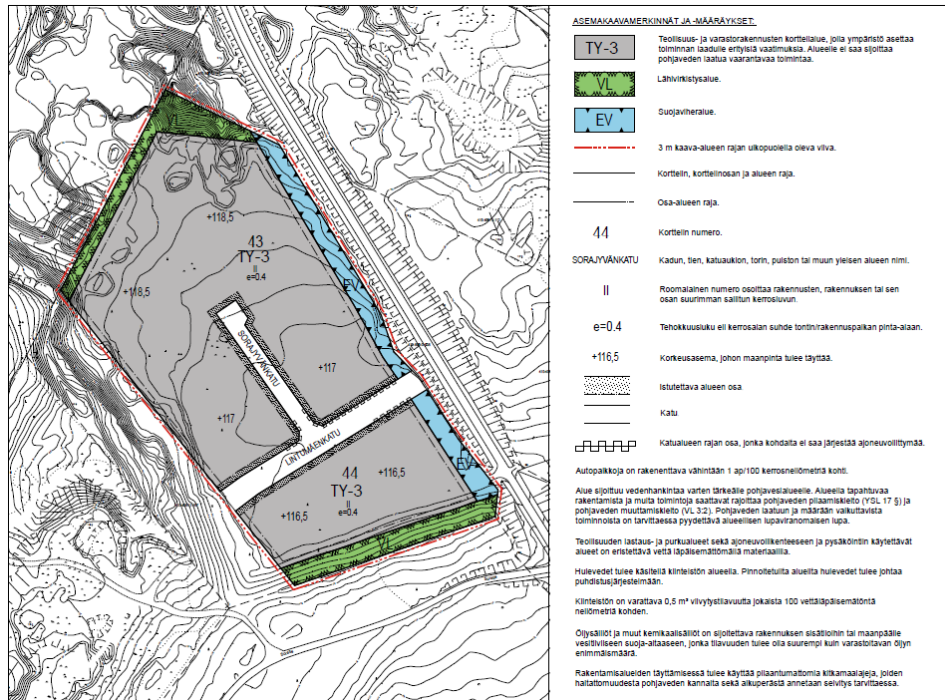 VL
+118,5
43
TY-3
II
e=0.4
+118,5
EV
SORAJYVÄNKATU
+117
+117
LINTUMÄENKATU
44
TY-3
II
e=0.4
+116,5
+116,5
EV
VL
ASEMAKAAVAMERKINNÄT JA -MÄÄRÄYKSET:
TY-3
Teollisuus- ja varastorakennusten korttelialue, jolla ympäristö asettaa
toiminnan laadulle erityisiä vaatimuksia. Alueelle ei saa sijoittaa
pohjaveden laatua vaarantavaa toimintaa.
VL
Lähivirkistysalue.
EV
Suojaviheralue.
3 m kaava-alueen rajan ulkopuolella oleva viiva.
Korttelin, korttelinosan ja alueen raja.
Osa-alueen raja.
44
Korttelin numero.
SORAJYVÄNKATU
Kadun, tien, katuaukion, torin, puiston tai muun yleisen alueen nimi.
II
Roomalainen numero osoittaa rakennusten, rakennuksen tai sen
osan suurimman sallitun kerrosluvun.
e=0.4
Tehokkuusluku eli kerrosalan suhde tontin/rakennuspaikan pinta-alaan.
+116,5
Korkeusasema, johon maanpinta tulee täyttää.
Istutettava alueen osa
Katu
Katualueen rajan osa, jonka kohdalta ei saa järjestää ajoneuvoliittymää.
Autopaikkoja on rakenettava vähintään 1 ap/100 kerrosneliömetriä kohti.
Alue sijoittuu vedenhankintaa varten tärkeälle pohjavesialueelle. Alueella tapahtuvaa
rakentamista ja muita toimintoja saattavat rajoittaa pohjaveden pilaamiskielto (YSL 17 §) ja
pohjaveden muuttamiskielto (VL 3:2). Pohjaveden laatuun ja määrään vaikuttavista
toiminnoista on tarvittaessa pyydettävä alueellisen lupaviranomaisen lupa.
Teollisuuden lastaus- ja purkualueet sekä ajoneuvoliikenteeseen ja pysäköintiin käytettävät
alueet on eristettävä vettä läpäisemättömällä materiaalilla.
Hulevedet tulee käsitellä kiinteistön alueella. Pinnoitetuilta alueilta hulevedet tulee johtaa
puhdistusjärjestelmään.
Kiinteistön on varattava 0,5 m³ viivytystilavuutta jokaista 100 vettäläpäisemätöntä
neliömetriä kohden.
Öljysäiliöt ja muut kemikaalisäiliöt on sijoitettava rakennuksen sisätiloihin tai maanpäälle
vesitiiviseen suoja-altaaseen, jonka tilavuuden tulee olla suurempi kuin varastoitavan öljyn
enimmäismäärä.
Rakentamisalueiden täyttämisessä tulee käyttää pilaantumattomia kitkamaalajeja, joiden
haitattomuudesta pohjaveden kannalta sekä alkuperästä annetaan selvitys tarvittaessa.